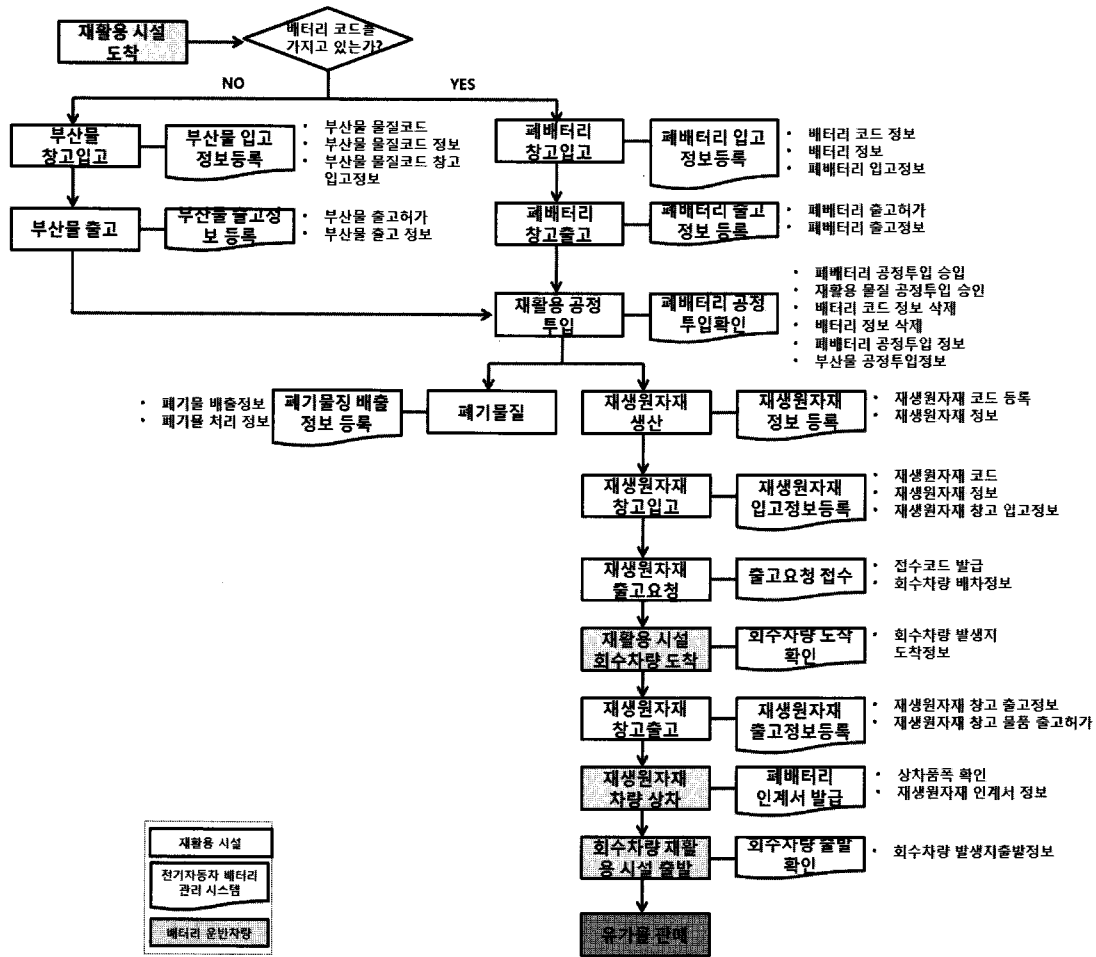 재활용 시설
도착
배터리 코드를
가지고 있는가?
NO
YES
부산물
창고입고
부산물 입고
정보등록
• 부산물 물질코드
• 부산물 물질코드 정보
• 부산물 물질코드 창고
입고정보
폐배터리
창고입고
폐배터리 입고
정보등록
• 배터리 코드 정보
• 배터리 정보
• 폐배터리 입고정보
부산물 출고
부산물 출고정
보 등록
• 부산물 출고허가
• 부산물 출고 정보
폐배터리
창고출고
폐배터리 출고
정보 등록
• 폐베터리 출고허가
• 폐베터리 출고정보
재활용 공정
투입
폐배터리 공정
투입확인
• 폐배터리 공정투입 승입
• 재활용 물질 공정투입 승인
• 배터리 코드 정보 삭제
• 배터리 정보 삭제
• 폐배터리 공정투입 정보
• 부산물 공정투입정보
• 폐기물 배출정보
• 폐기물 처리 정보
폐기물징 배출
정보 등록
폐기물질
재생원자재
생산
재생원자재
정보 등록
• 재생원자재 코드 등록
• 재생원자재 정보
재생원자재
창고입고
재생원자재
입고정보등록
• 재생원자재 코드
• 재생원자재 정보
• 재생원자재 창고 입고정보
재생원자재
출고요청
출고요청 접수
• 접수코드 발급
• 회수차량 배차정보
재활용 시설
회수차량 도착
회수차량 도착
확인
• 회수차량 발생지
도착정보
재생원자재
창고출고
재생원자재
출고정보등록
• 재생원자재 창고 출고정보
• 재생원자재 창고 물품 출고허가
재생원자재
차량 상차
폐배터리
인계서 발급
• 상차품폭 확인
• 재생원자재 인계서 정보
회수차량 재활
용 시설 출발
회수차량 출발
확인
• 회수차량 발생지출발정보
유가물 판매
재활용 시설
전기자동자 배터리
관리 시스템
배터리 운반차량